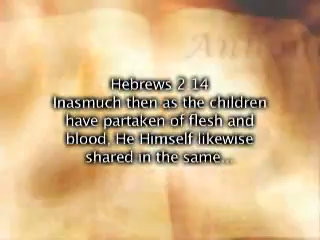 Hebrews 2 14
Inasmuch then as the children
have partaken of flesh and
blood, He Himself likewise
shared in the same...